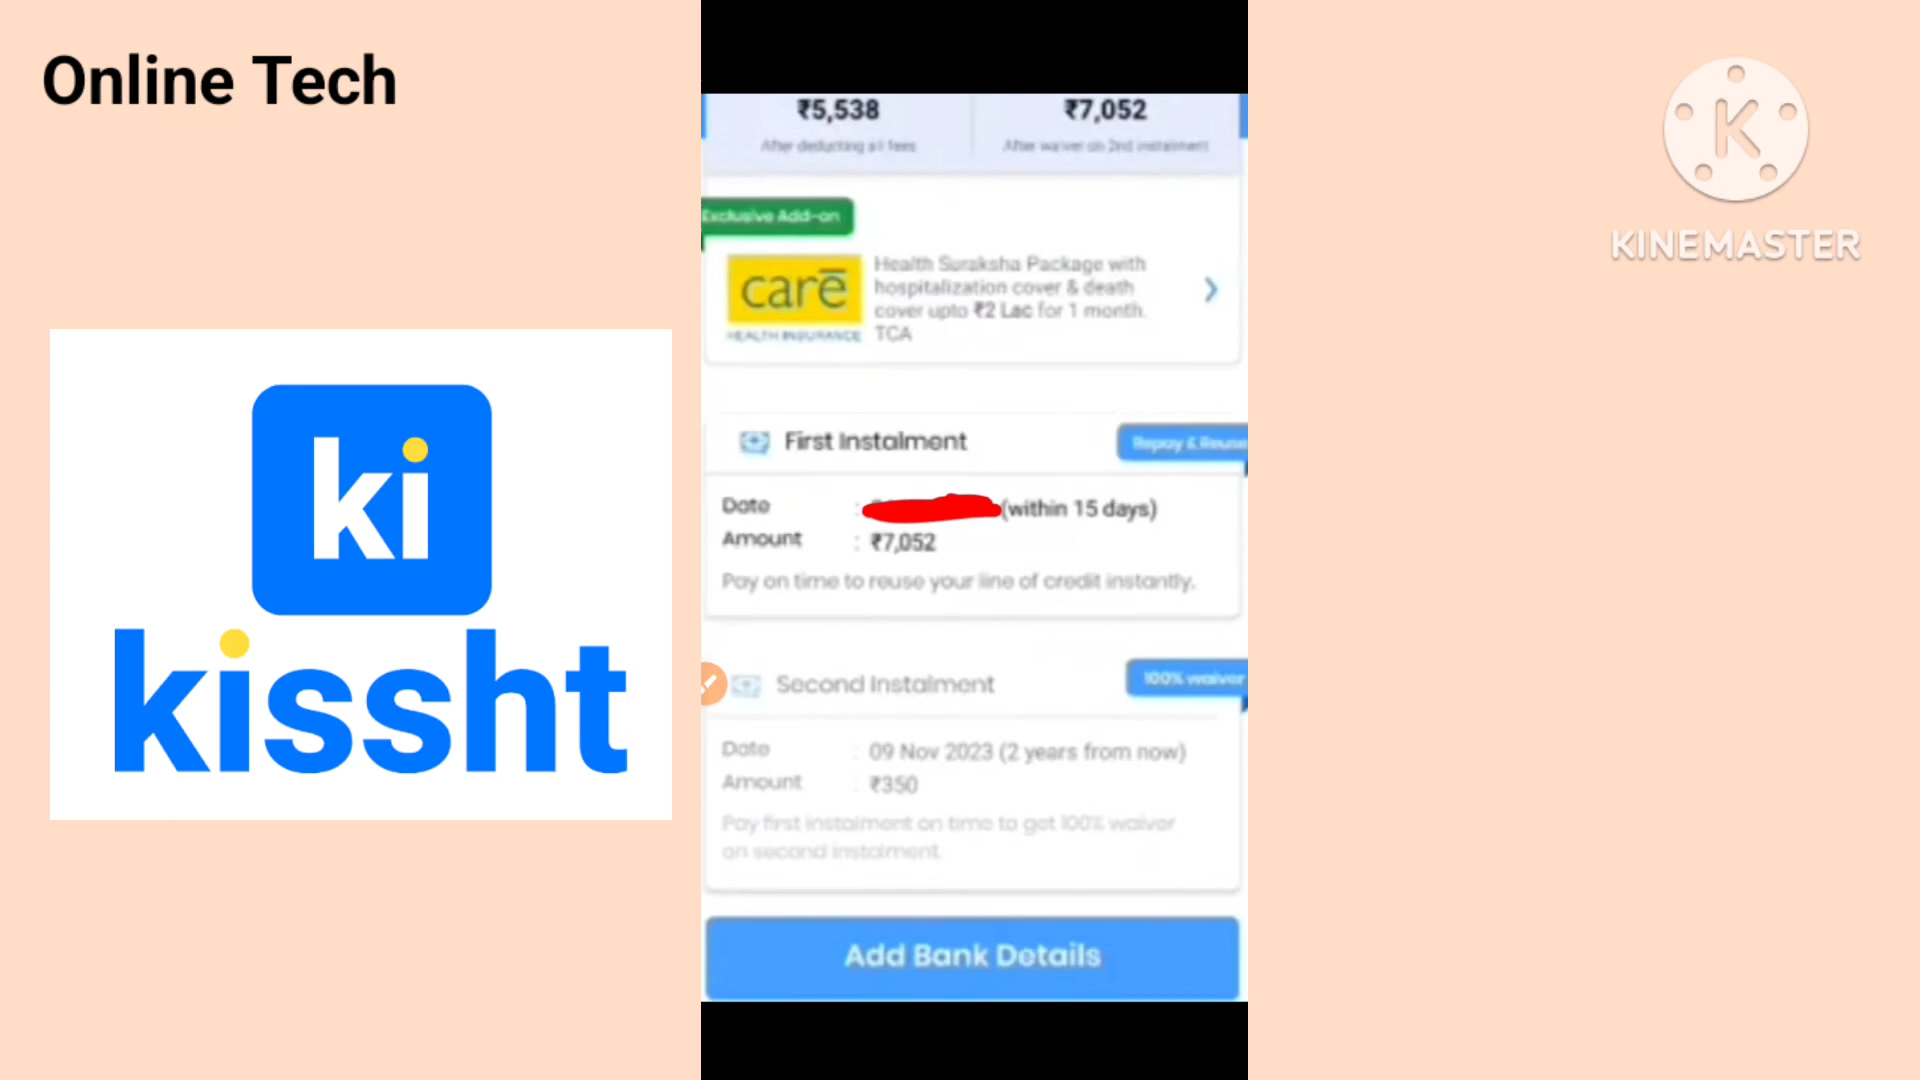 Online Tech
KINEMASTER
ki
kissht
₹5,538
₹7,052
After deducting all fees
After waiver on 2nd instalment
Exclusive Add-on
care
HEALTH INSURANCE
Health Suraksha Package with
hospitalization cover & death
cover upto ₹2 Lac for 1 month.
TCA
First Instalment
Repay & Reuse
Date : (within 15 days)
Amount : ₹7,052
Pay on time to reuse your line of credit instantly.
Second Instalment
100% waiver
Date : 09 Nov 2023 (2 years from now)
Amount : ₹350
Pay first instalment on time to get 100% waiver
on second instalment.
Add Bank Details